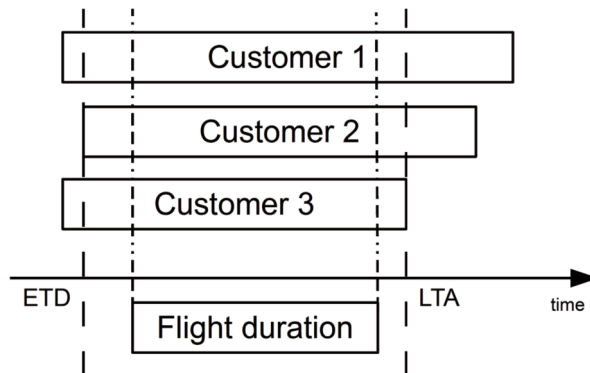 Customer 1
Customer 2
Customer 3
ETD
LTA
time
Flight duration